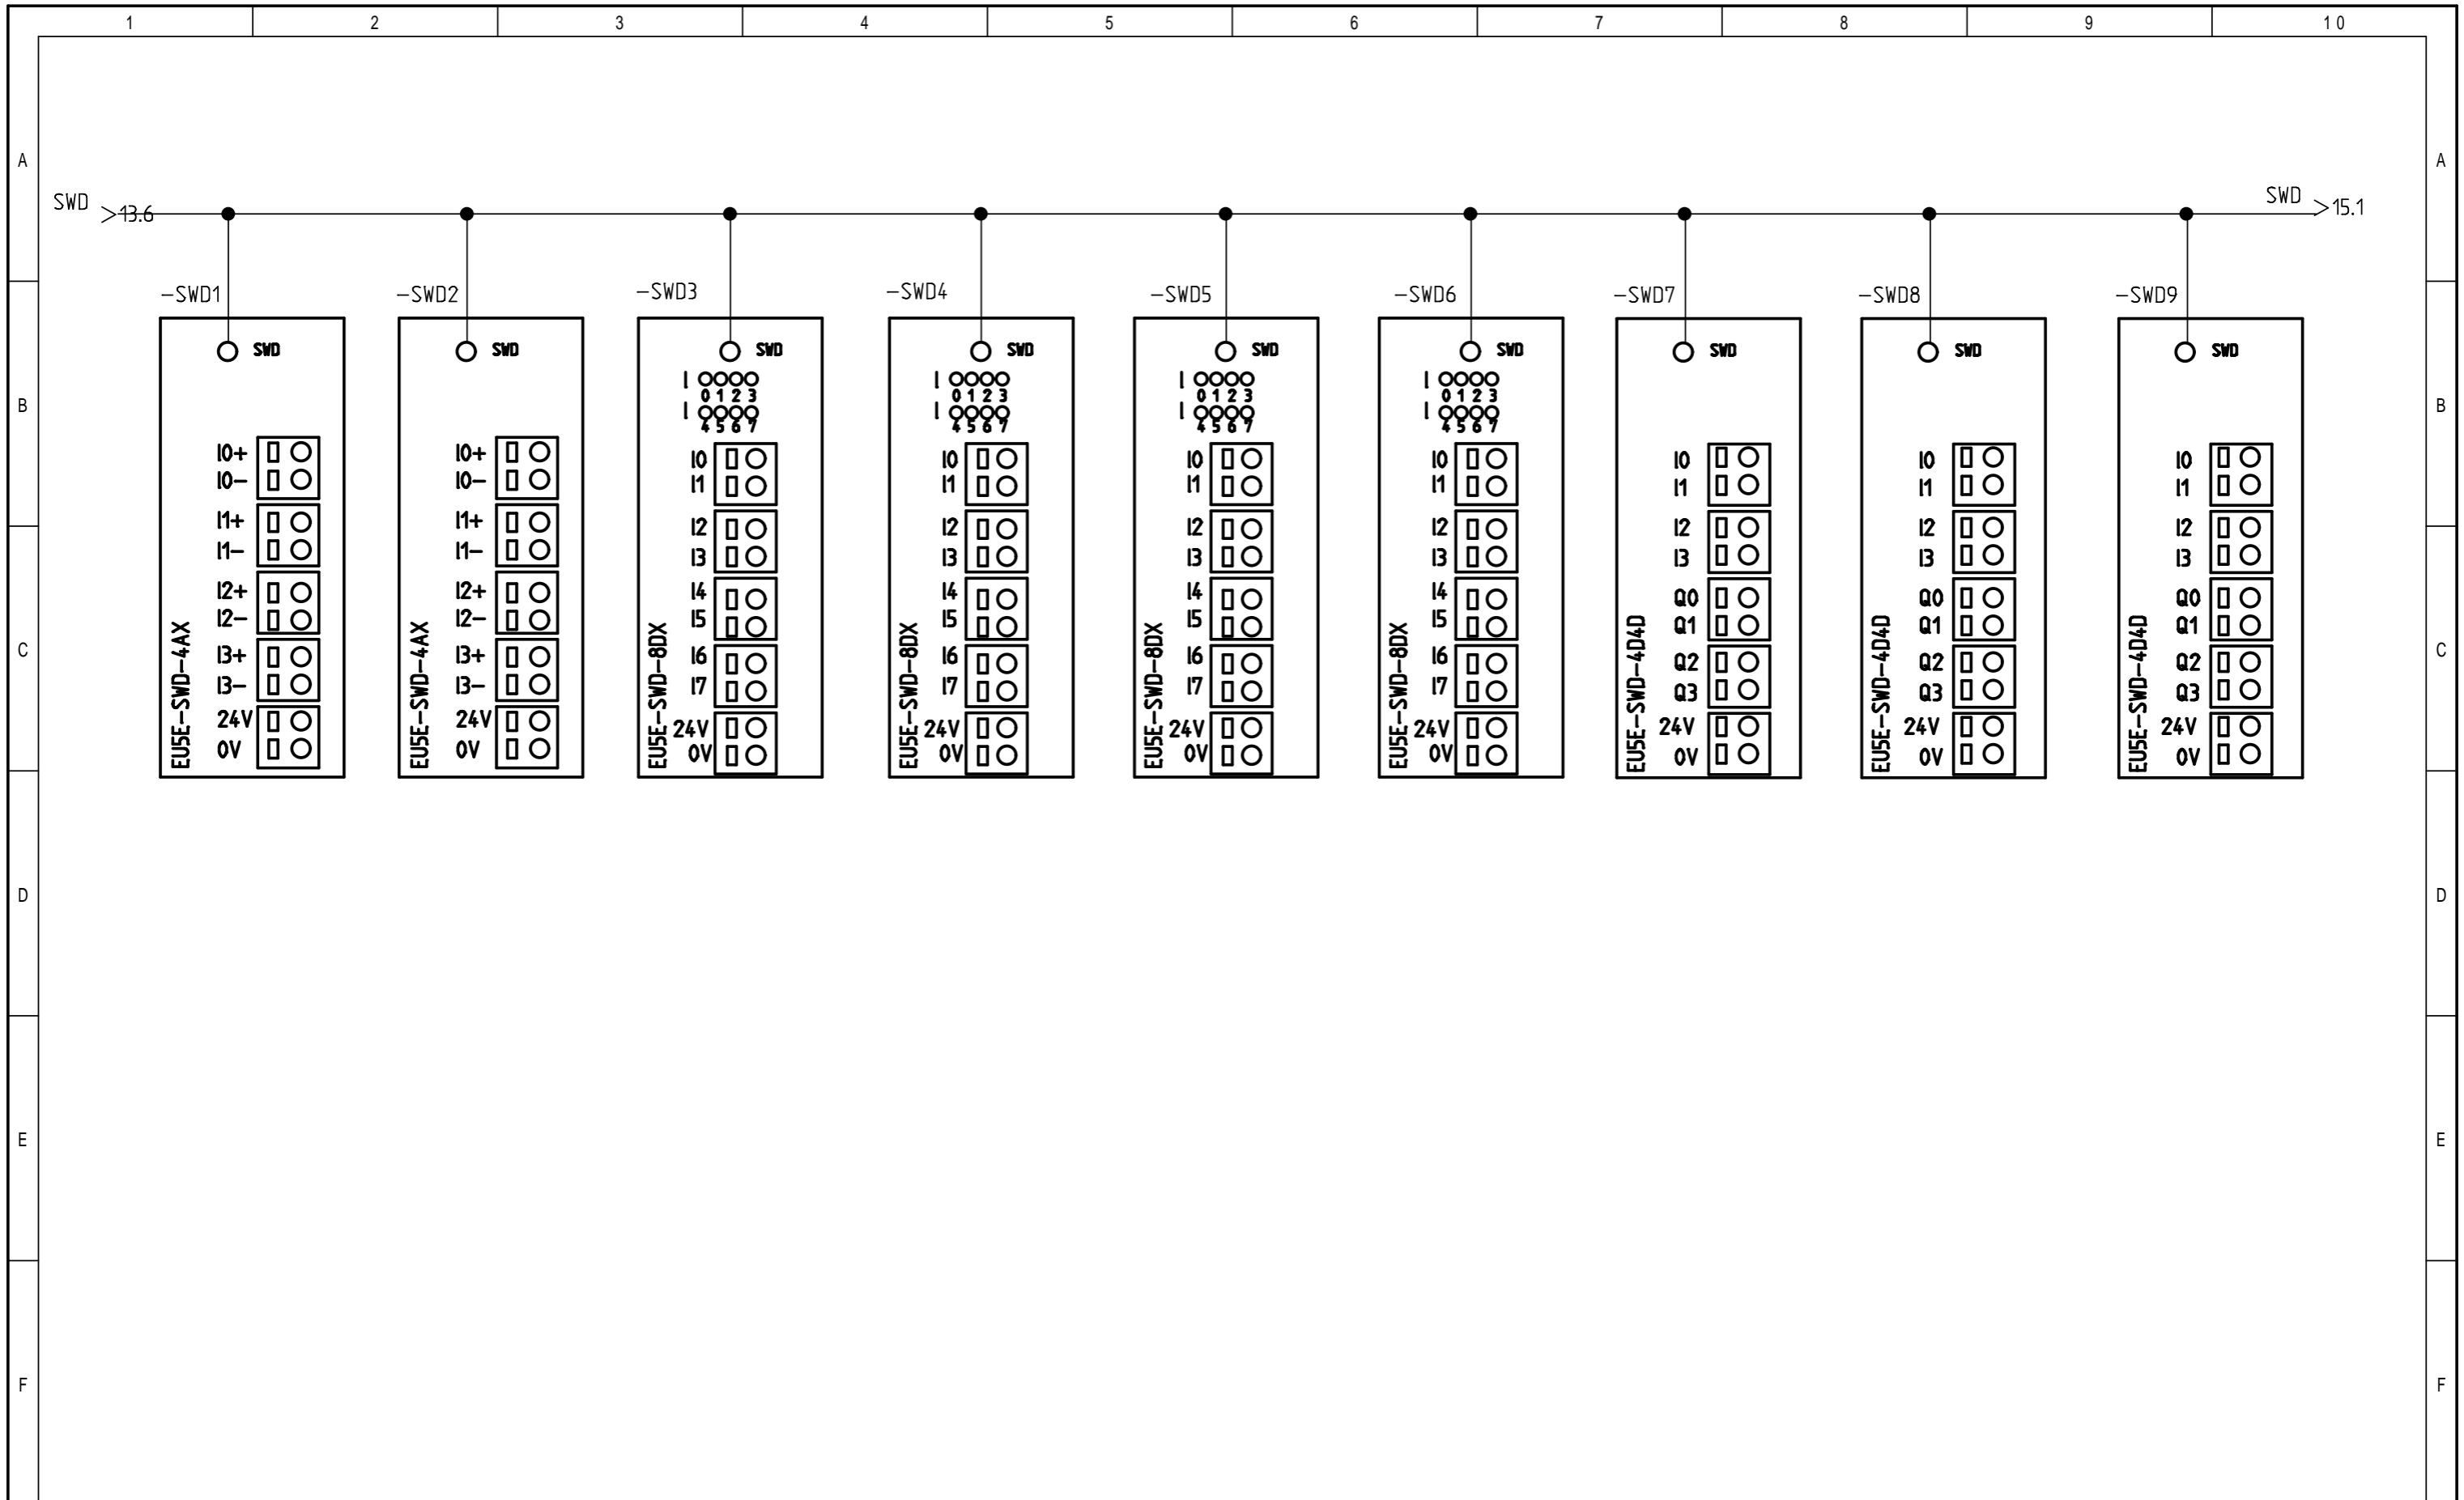 1 2 3 4 5 6 7 8 9 10
A A
SWD >13.6 SWD >15.1
-SWD1 -SWD2 -SWD3 -SWD4 -SWD5 -SWD6 -SWD7 -SWD8 -SWD9
B B
SWD
I0+
I0-
I1+
I1-
I2+
I2-
I3+
I3-
24V
0V
EU5E-SWD-4AX
SWD
I0+
I0-
I1+
I1-
I2+
I2-
I3+
I3-
24V
0V
EU5E-SWD-4AX
SWD
I
0 1 2 3
I
4 5 6 7
I0
I1
I2
I3
I4
I5
I6
I7
24V
0V
EU5E-SWD-8DX
SWD
I
0 1 2 3
I
4 5 6 7
I0
I1
I2
I3
I4
I5
I6
I7
24V
0V
EU5E-SWD-8DX
SWD
I
0 1 2 3
I
4 5 6 7
I0
I1
I2
I3
I4
I5
I6
I7
24V
0V
EU5E-SWD-8DX
SWD
I
0 1 2 3
I
4 5 6 7
I0
I1
I2
I3
I4
I5
I6
I7
24V
0V
EU5E-SWD-8DX
SWD
I0
I1
I2
I3
Q0
Q1
Q2
Q3
24V
0V
EU5E-SWD-4D4D
SWD
I0
I1
I2
I3
Q0
Q1
Q2
Q3
24V
0V
EU5E-SWD-4D4D
SWD
I0
I1
I2
I3
Q0
Q1
Q2
Q3
24V
0V
EU5E-SWD-4D4D
C C
D D
E E
F F